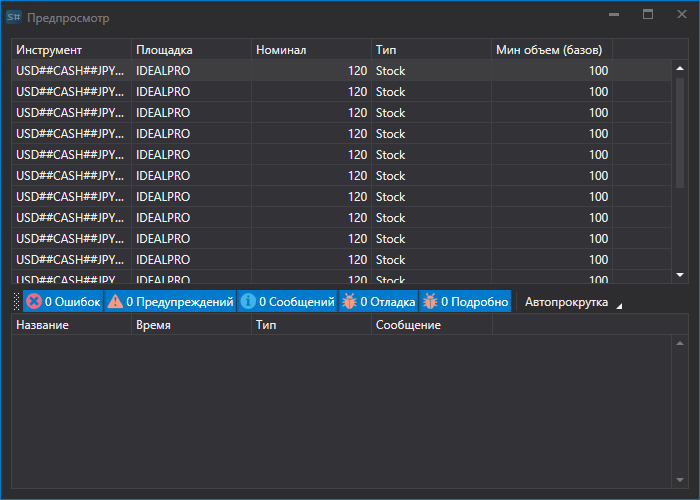 S# Предпросмотр
Инструмент Площадка Номинал Тип Мин объем (базов)
USD##CASH##JPY... IDEALPRO 120 Stock 100
USD##CASH##JPY... IDEALPRO 120 Stock 100
USD##CASH##JPY... IDEALPRO 120 Stock 100
USD##CASH##JPY... IDEALPRO 120 Stock 100
USD##CASH##JPY... IDEALPRO 120 Stock 100
USD##CASH##JPY... IDEALPRO 120 Stock 100
USD##CASH##JPY... IDEALPRO 120 Stock 100
USD##CASH##JPY... IDEALPRO 120 Stock 100
USD##CASH##JPY... IDEALPRO 120 Stock 100
USD##CASH##JPY... IDEALPRO 120 Stock 100
USD##CASH##JPY... IDEALPRO 120 Stock 100
0 Ошибок 0 Предупреждений 0 Сообщений 0 Отладка 0 Подробно Автопрокрутка
Название Время Тип Сообщение